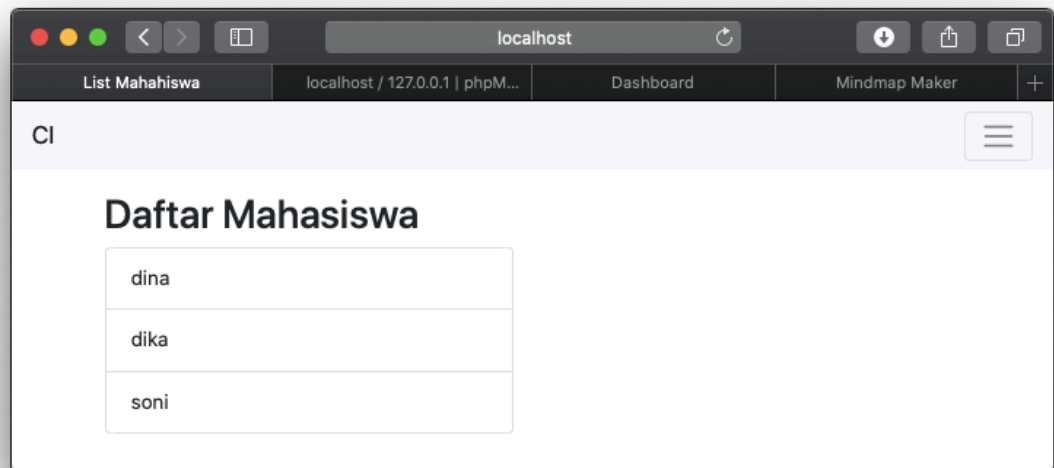 localhost
List Mahahiswa
localhost / 127.0.0.1 | phpM...
Dashboard
Mindmap Maker
CI
Daftar Mahasiswa
dina
dika
soni